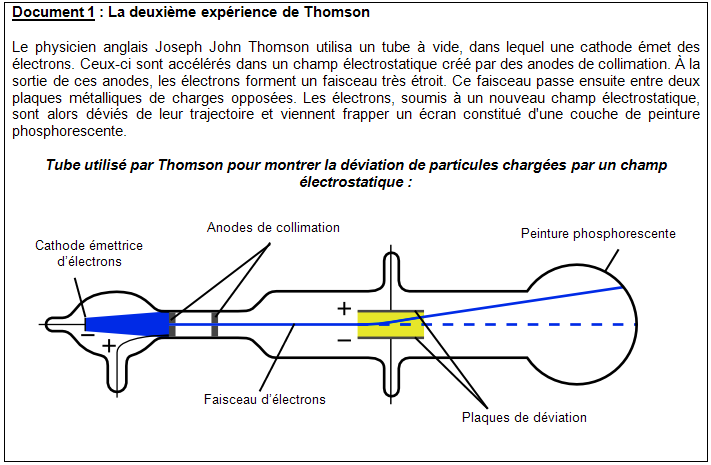 Document 1 : La deuxième expérience de Thomson
Le physicien anglais Joseph John Thomson utilisa un tube à vide, dans lequel une cathode émet des
électrons. Ceux-ci sont accélérés dans un champ électrostatique créé par des anodes de collimation. À la
sortie de ces anodes, les électrons forment un faisceau très étroit. Ce faisceau passe ensuite entre deux
plaques métalliques de charges opposées. Les électrons, soumis à un nouveau champ électrostatique,
sont alors déviés de leur trajectoire et viennent frapper un écran constitué d'une couche de peinture
phosphorescente.
Tube utilisé par Thomson pour montrer la déviation de particules chargées par un champ
électrostatique :
Anodes de collimation
Peinture phosphorescente
Cathode émettrice
d'électrons
+
−
+
−
Faisceau d'électrons
Plaques de déviation